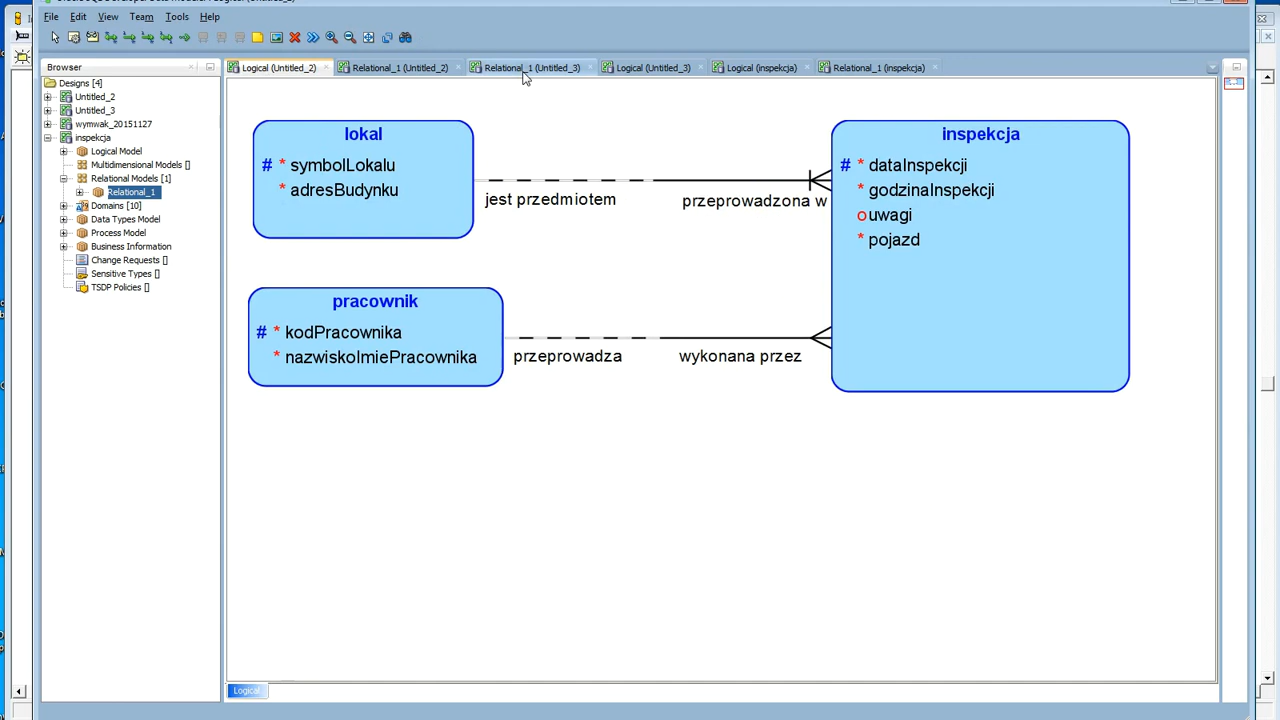 File Edit View Team Tools Help
Browser
Logical (Untitled_2) Relational_1 (Untitled_2) Relational_1 (Untitled_3) Logical (Untitled_3) Logical (inspekcja) Relational_1 (inspekcja)
Designs [4]
Untitled_2
Untitled_3
wymwak_20151127
inspekcja
Logical Model
Multidimensional Models []
Relational Models [1]
Relational_1
Domains [10]
Data Types Model
Process Model
Business Information
Change Requests []
Sensitive Types []
TSDP Policies []
lokal
# * symbolLokalu
* adresBudynku
jest przedmiotem
przeprowadzona w
inspekcja
# * dataInspekcji
* godzinaInspekcji
o uwagi
* pojazd
pracownik
# * kodPracownika
* nazwiskoImiePracownika
przeprowadza
wykonana przez
Logical